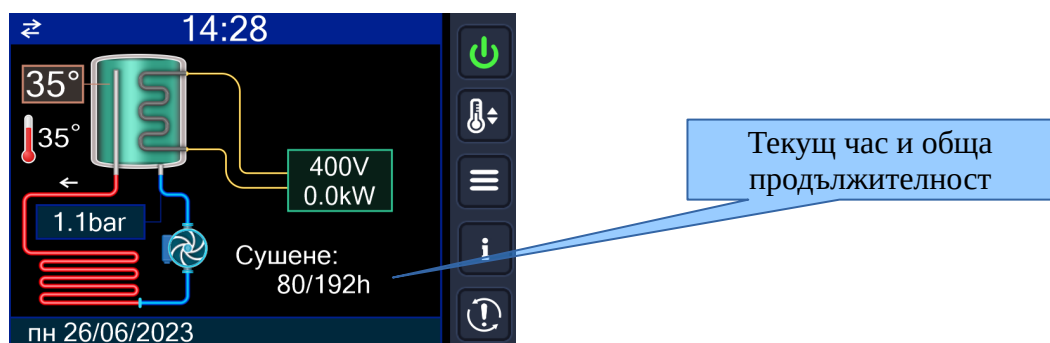 14:28
35°
35°
400V
0.0kW
1.1bar
Сушене:
80/192h
пн 26/06/2023
i
Текущ час и обща
продължителност